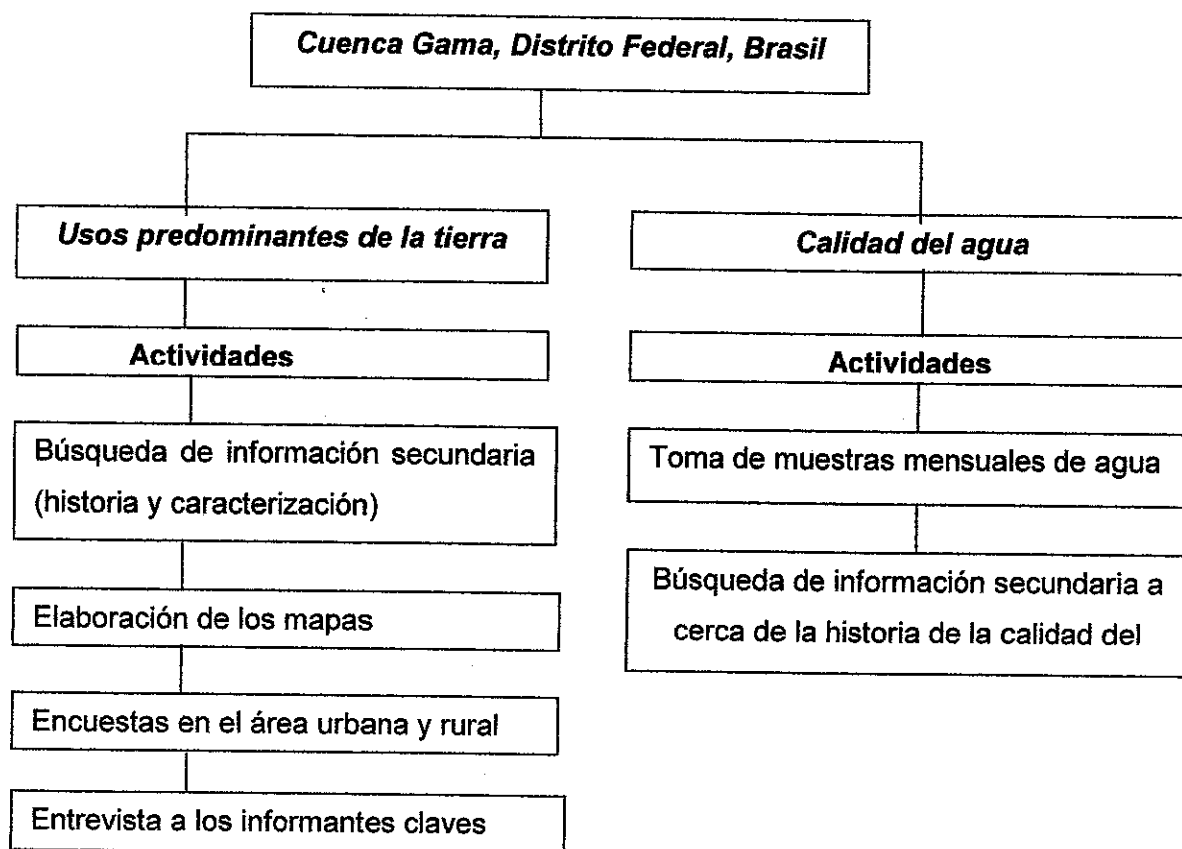 Cuenca Gama, Distrito Federal, Brasil
Usos predominantes de la tierra
Actividades
Búsqueda de información secundaria
(historia y caracterización)
Elaboración de los mapas
Encuestas en el área urbana y rural
Entrevista a los informantes claves
Calidad del agua
Actividades
Toma de muestras mensuales de agua
Búsqueda de información secundaria a
cerca de la historia de la calidad del